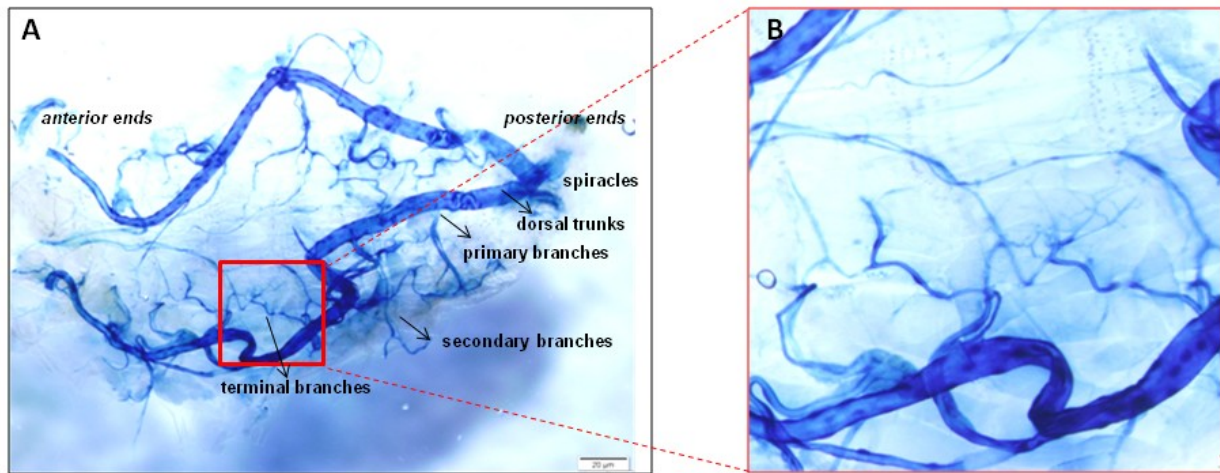 A
B
anterior ends
posterior ends
spiracles
dorsal trunks
primary branches
secondary branches
terminal branches
20 µm